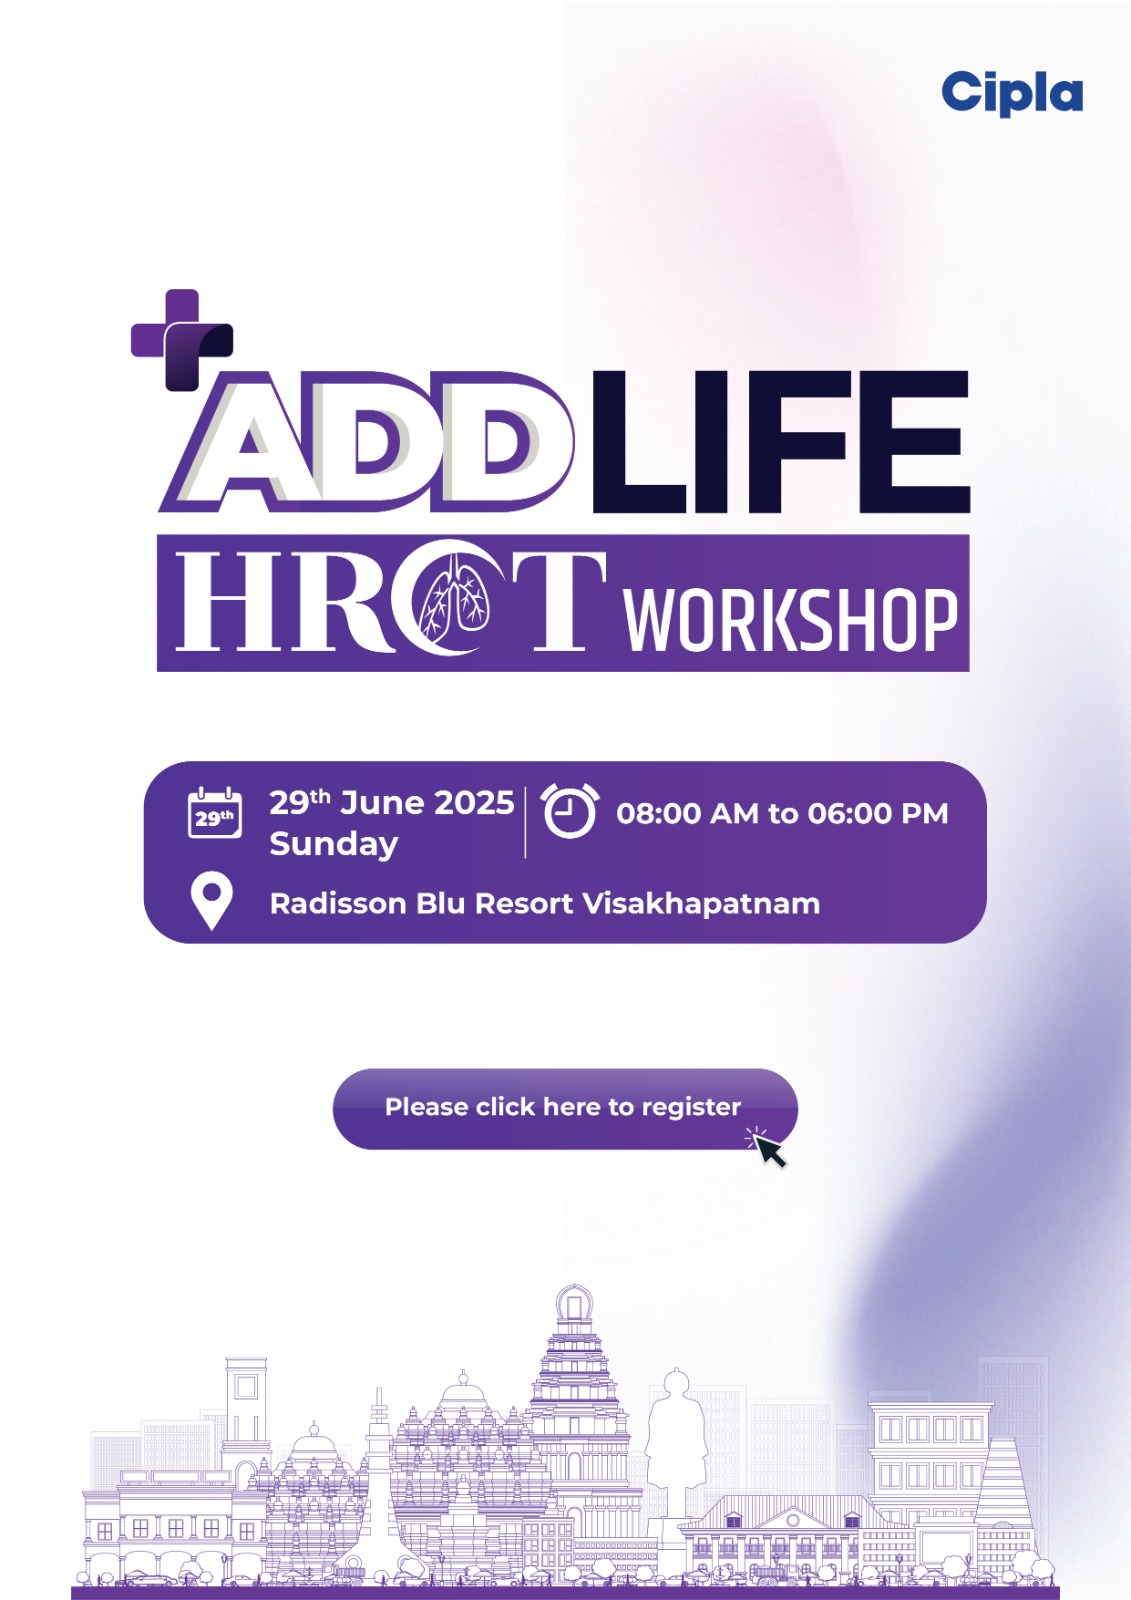 Cipla
ADD LIFE
HRCT WORKSHOP
29th
29th June 2025
Sunday
08:00 AM to 06:00 PM
Radisson Blu Resort Visakhapatnam
Please click here to register